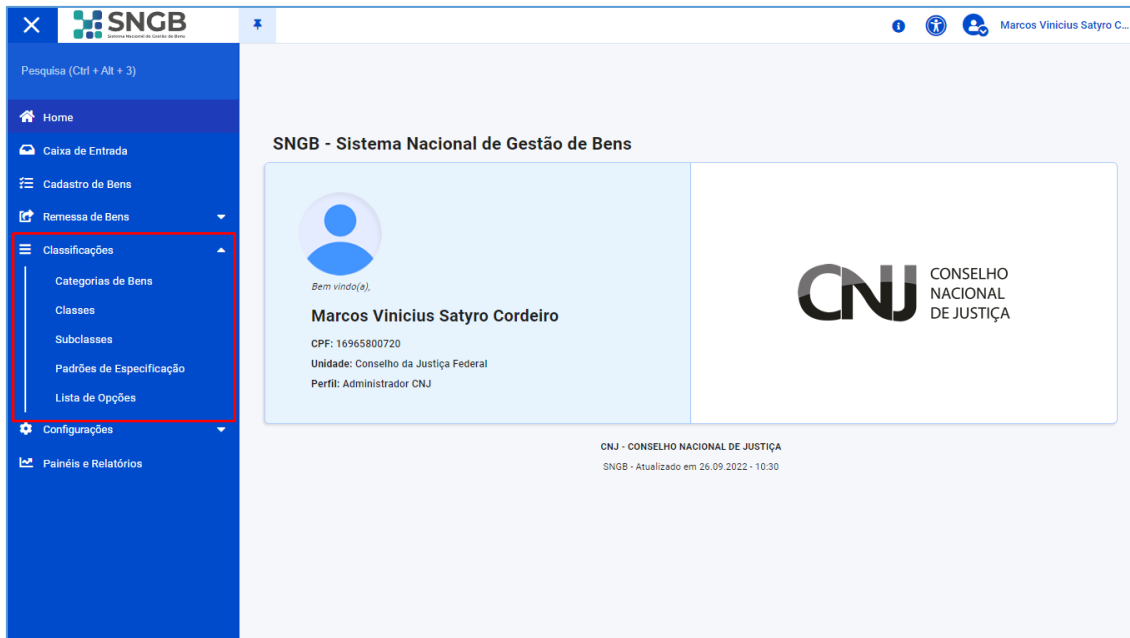 SNGB
Sistema Nacional de Gestão de Bens
Marcos Vinicius Satyro C...
Pesquisa (Ctrl + Alt + 3)
Home
Caixa de Entrada
Cadastro de Bens
Remessa de Bens
Classificações
Categorias de Bens
Classes
Subclasses
Padrões de Especificação
Lista de Opções
Configurações
Painéis e Relatórios
SNGB - Sistema Nacional de Gestão de Bens
Bem vindo(a),
Marcos Vinicius Satyro Cordeiro
CPF: 16965800720
Unidade: Conselho da Justiça Federal
Perfil: Administrador CNJ
CNJ
CONSELHO
NACIONAL
DE JUSTIÇA
CNJ - CONSELHO NACIONAL DE JUSTIÇA
SNGB - Atualizado em 26.09.2022 - 10:30